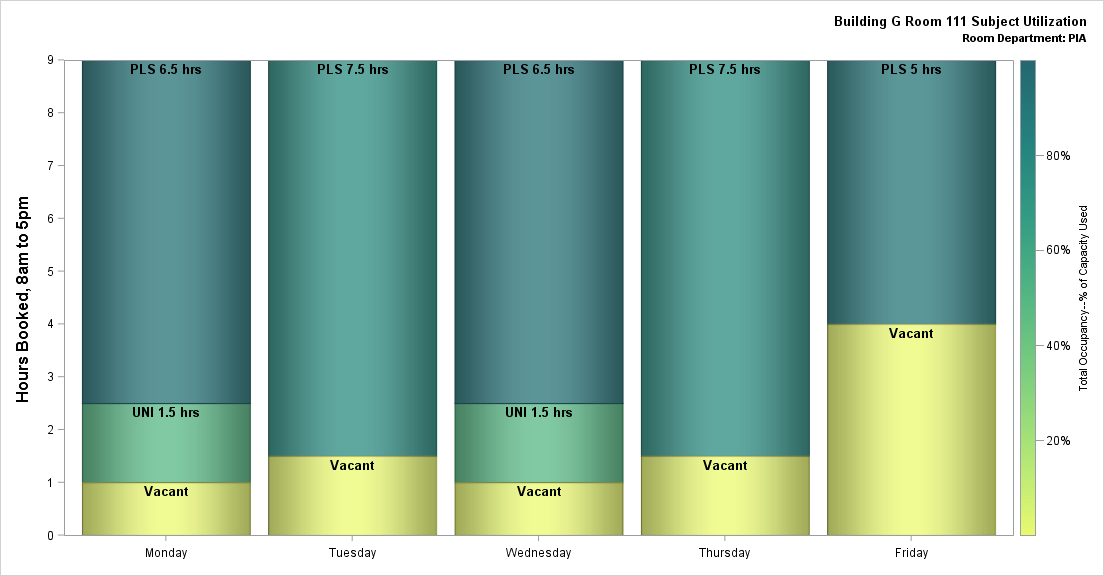 Building G Room 111 Subject Utilization
Room Department: PIA
Hours Booked, 8am to 5pm
9
8
7
6
5
4
3
2
1
0
PLS 6.5 hrs
UNI 1.5 hrs
Vacant
PLS 7.5 hrs
Vacant
PLS 6.5 hrs
UNI 1.5 hrs
Vacant
PLS 7.5 hrs
Vacant
PLS 5 hrs
Vacant
Monday
Tuesday
Wednesday
Thursday
Friday
80%
60%
40%
20%
Total Occupancy--% of Capacity Used